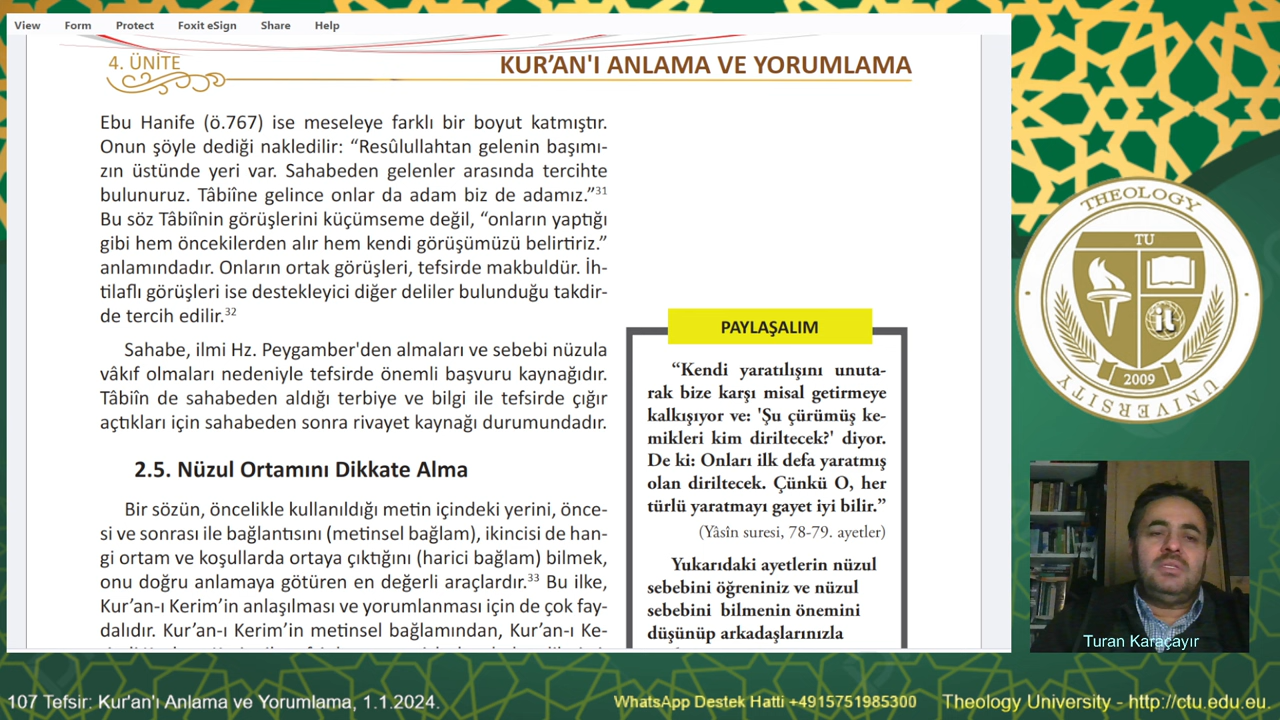 View Form Protect Foxit eSign Share Help
4. ÜNİTE
KUR’AN'I ANLAMA VE YORUMLAMA
Ebu Hanife (ö.767) ise meseleye farklı bir boyut katmıştır.
Onun şöyle dediği nakledilir: “Resûlullahtan gelenin başımı-
zın üstünde yeri var. Sahabeden gelenler arasında tercihte
bulunuruz. Tâbiîne gelince onlar da adam biz de adamız.”31
Bu söz Tâbiînin görüşlerini küçümseme değil, “onların yaptığı
gibi hem öncekilerden alır hem kendi görüşümüzü belirtiriz.”
anlamındadır. Onların ortak görüşleri, tefsirde makbuldür. İh-
tilaflı görüşleri ise destekleyici diğer deliler bulunduğu takdir-
de tercih edilir.32
Sahabe, ilmi Hz. Peygamber'den almaları ve sebebi nüzula
vâkıf olmaları nedeniyle tefsirde önemli başvuru kaynağıdır.
Tâbiîn de sahabeden aldığı terbiye ve bilgi ile tefsirde çığır
açtıkları için sahabeden sonra rivayet kaynağı durumundadır.
2.5. Nüzul Ortamını Dikkate Alma
Bir sözün, öncelikle kullanıldığı metin içindeki yerini, önce-
si ve sonrası ile bağlantısını (metinsel bağlam), ikincisi de han-
gi ortam ve koşullarda ortaya çıktığını (harici bağlam) bilmek,
onu doğru anlamaya götüren en değerli araçlardır.33 Bu ilke,
Kur’an-ı Kerim’in anlaşılması ve yorumlanması için de çok fay-
dalıdır. Kur’an-ı Kerim’in metinsel bağlamından, Kur’an-ı Ke-
PAYLAŞALIM
“Kendi yaratılışını unuta-
rak bize karşı misal getirmeye
kalkışıyor ve: 'Şu çürümüş ke-
mikleri kim diriltecek?' diyor.
De ki: Onları ilk defa yaratmış
olan diriltecek. Çünkü O, her
türlü yaratmayı gayet iyi bilir.”
(Yâsîn suresi, 78-79. ayetler)
Yukarıdaki ayetlerin nüzul
sebebini öğreniniz ve nüzul
sebebini bilmenin önemini
düşünüp arkadaşlarınızla
THEOLOGY
TU
2009
UNIVERSITY
Turan Karaçayır
107 Tefsir: Kur'an'ı Anlama ve Yorumlama, 1.1.2024.
WhatsApp Destek Hatti +4915751985300
Theology University - http://ctu.edu.eu.